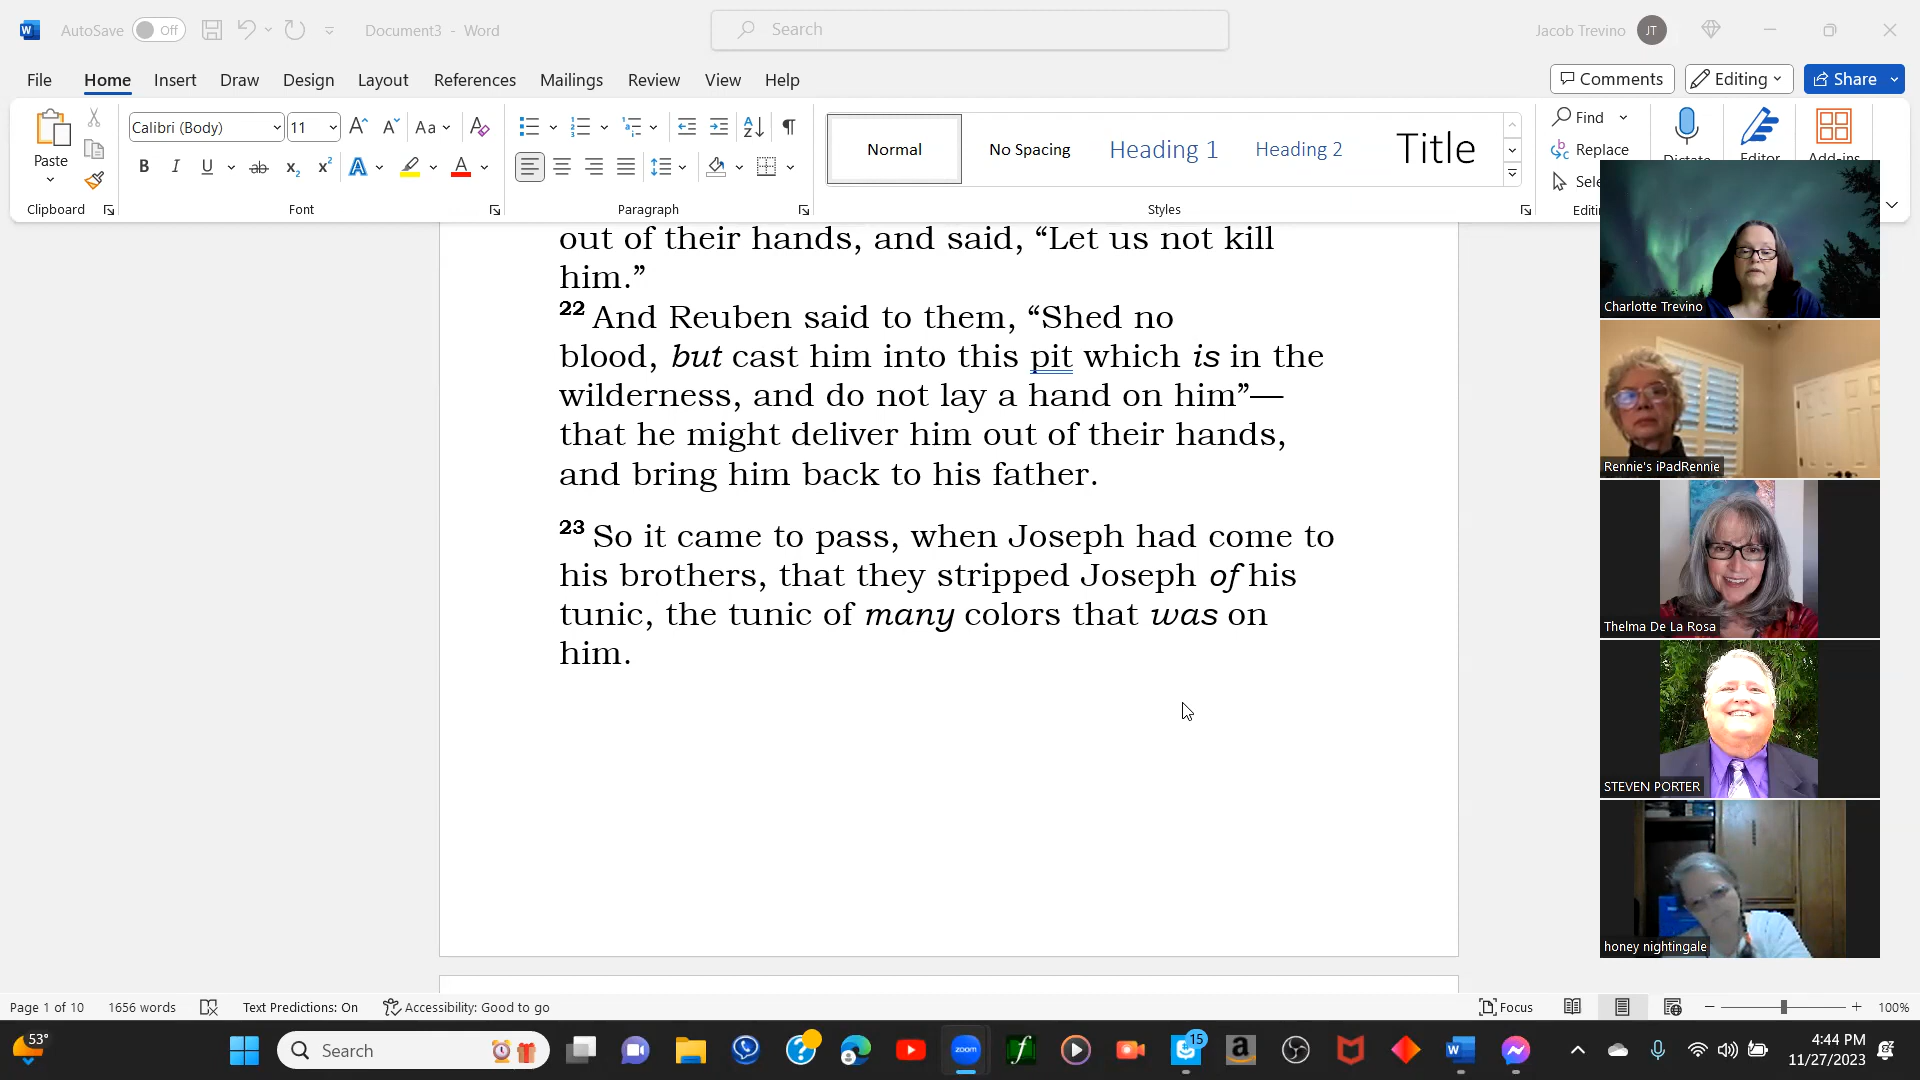 AutoSave Off Document3 - Word Search Jacob Trevino JT
File Home Insert Draw Design Layout References Mailings Review View Help Comments Editing Share
Paste
Clipboard
Calibri (Body) 11
Font
Paragraph
Normal No Spacing Heading 1 Heading 2 Title
Styles
Find
Replace
Dictate Editor Add-ins
out of their hands, and said, “Let us not kill
him.”
22 And Reuben said to them, “Shed no
blood, but cast him into this pit which is in the
wilderness, and do not lay a hand on him”—
that he might deliver him out of their hands,
and bring him back to his father.
23 So it came to pass, when Joseph had come to
his brothers, that they stripped Joseph of his
tunic, the tunic of many colors that was on
him.
Charlotte Trevino
Rennie's iPadRennie
Thelma De La Rosa
STEVEN PORTER
honey nightingale
Page 1 of 10 1656 words Text Predictions: On Accessibility: Good to go Focus 100%
53° Search zoom 15 4:44 PM
11/27/2023